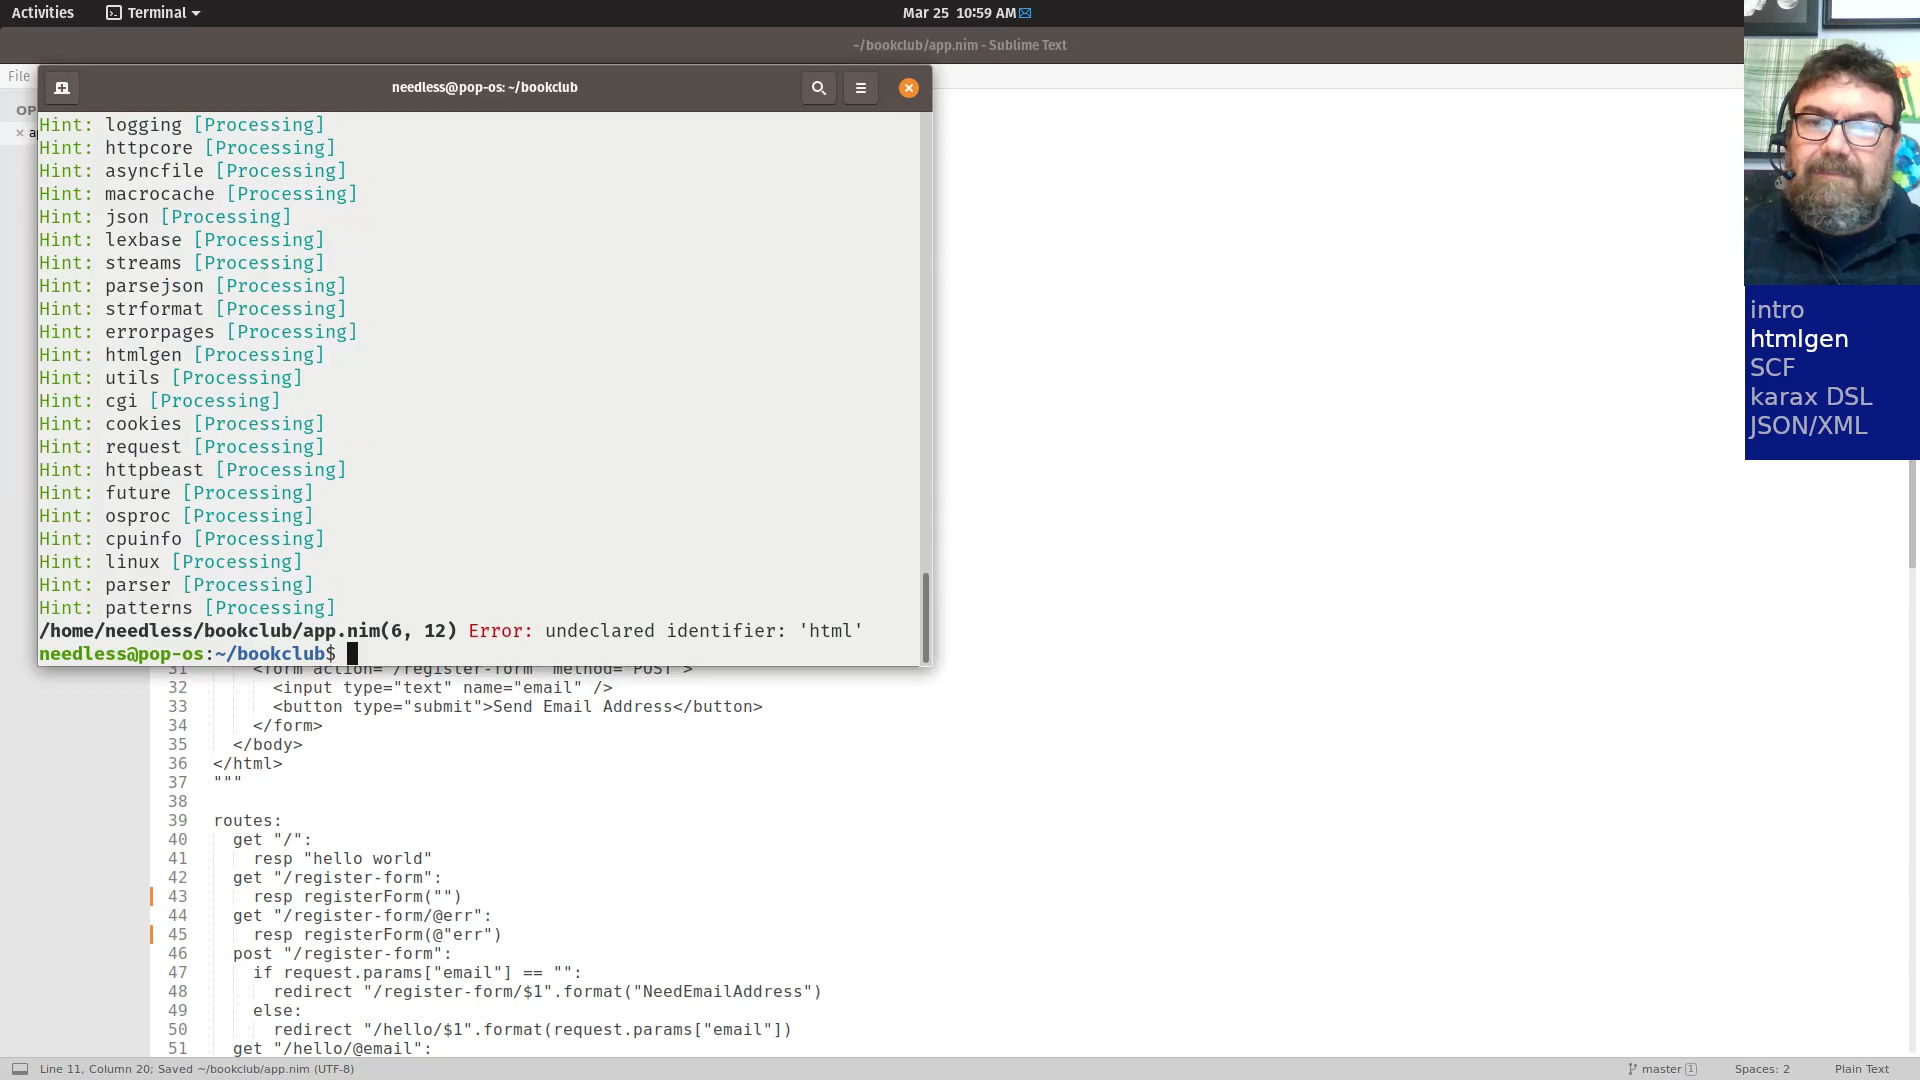 Activities
Terminal
Mar 25 10:59 AM
~/bookclub/app.nim - Sublime Text
File
needless@pop-os: ~/bookclub
OP
Hint: logging [Processing]
Hint: httpcore [Processing]
Hint: asyncfile [Processing]
Hint: macrocache [Processing]
Hint: json [Processing]
Hint: lexbase [Processing]
Hint: streams [Processing]
Hint: parsejson [Processing]
Hint: strformat [Processing]
Hint: errorpages [Processing]
Hint: htmlgen [Processing]
Hint: utils [Processing]
Hint: cgi [Processing]
Hint: cookies [Processing]
Hint: request [Processing]
Hint: httpbeast [Processing]
Hint: future [Processing]
Hint: osproc [Processing]
Hint: cpuinfo [Processing]
Hint: linux [Processing]
Hint: parser [Processing]
Hint: patterns [Processing]
/home/needless/bookclub/app.nim(6, 12) Error: undeclared identifier: 'html'
needless@pop-os:~/bookclub$
intro
htmlgen
SCF
karax DSL
JSON/XML
31 <form action="/register-form" method="POST">
32 <input type="text" name="email" />
33 <button type="submit">Send Email Address</button>
34 </form>
35 </body>
36 </html>
37 """
38
39 routes:
40 get "/":
41 resp "hello world"
42 get "/register-form":
43 resp registerForm("")
44 get "/register-form/@err":
45 resp registerForm(@"err")
46 post "/register-form":
47 if request.params["email"] == "":
48 redirect "/register-form/$1".format("NeedEmailAddress")
49 else:
50 redirect "/hello/$1".format(request.params["email"])
51 get "/hello/@email":
Line 11, Column 20; Saved ~/bookclub/app.nim (UTF-8)
master 1
Spaces: 2
Plain Text